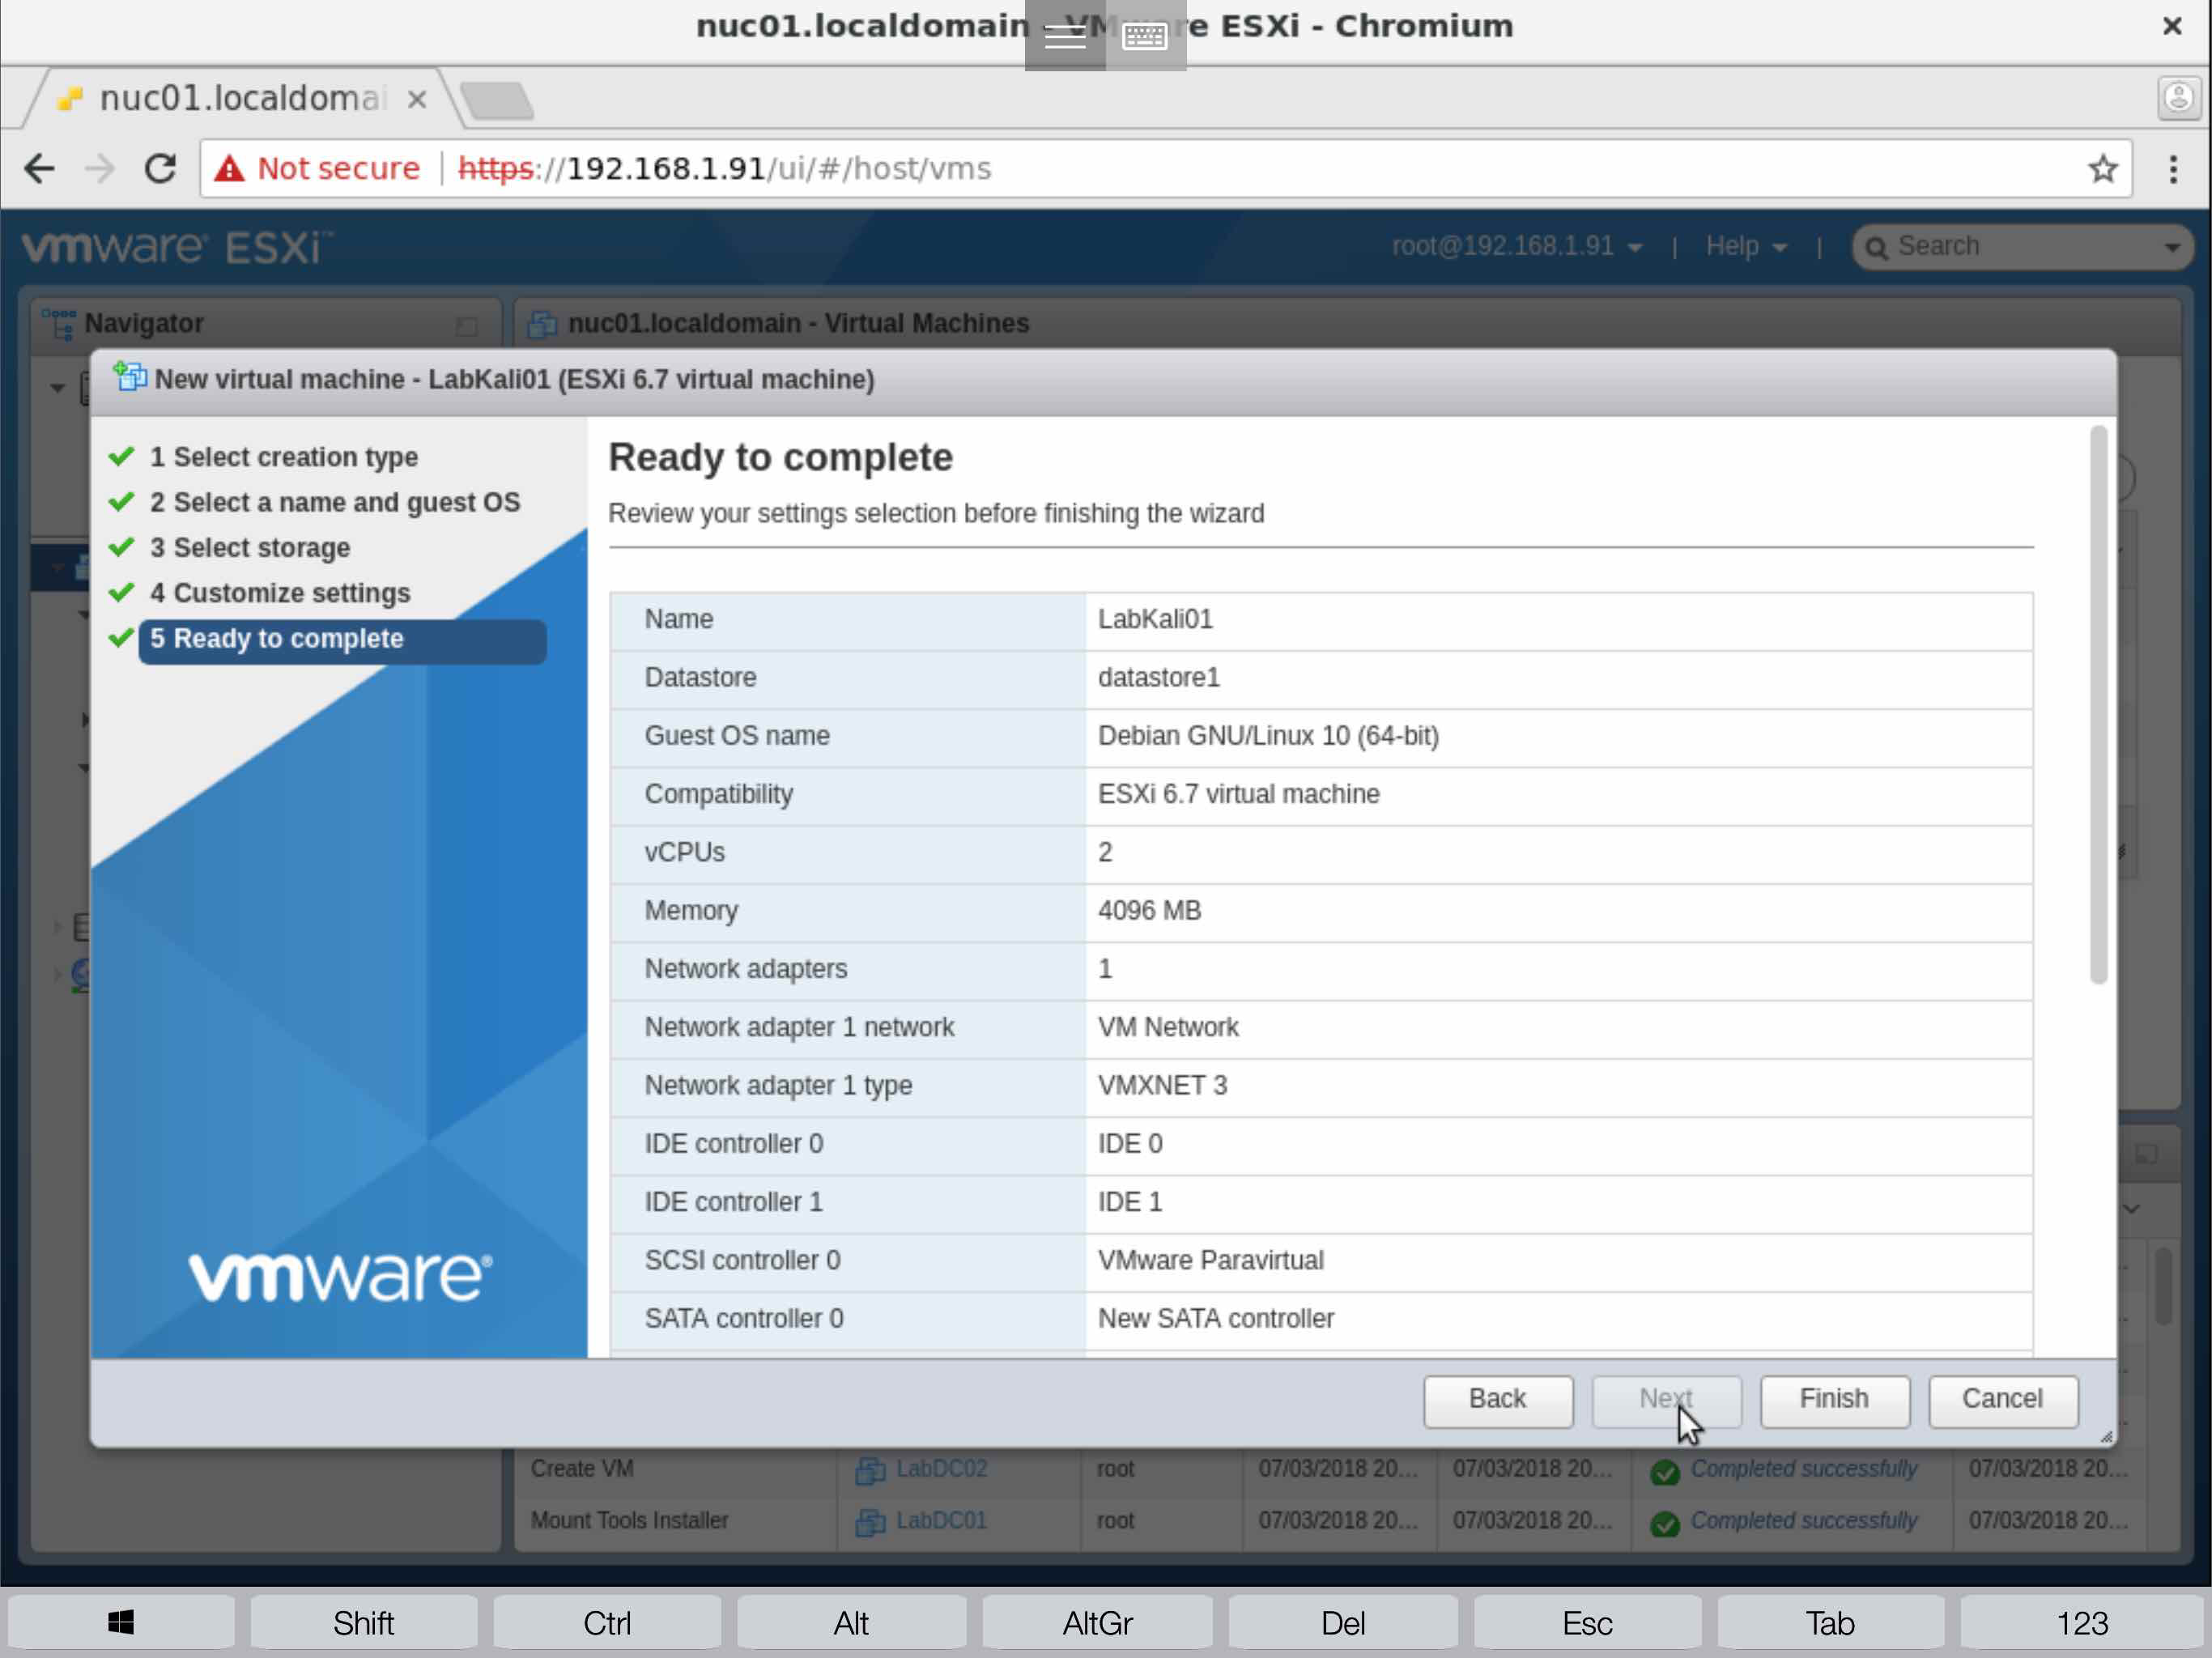 nuc01.localdomain - VMware ESXi - Chromium
nuc01.localdomai
Not secure https://192.168.1.91/ui/#/host/vms
vmware ESXi™
root@192.168.1.91 | Help | Search
Navigator
nuc01.localdomain - Virtual Machines
New virtual machine - LabKali01 (ESXi 6.7 virtual machine)
1 Select creation type
2 Select a name and guest OS
3 Select storage
4 Customize settings
5 Ready to complete
vmware®
Ready to complete
Review your settings selection before finishing the wizard
Name LabKali01
Datastore datastore1
Guest OS name Debian GNU/Linux 10 (64-bit)
Compatibility ESXi 6.7 virtual machine
vCPUs 2
Memory 4096 MB
Network adapters 1
Network adapter 1 network VM Network
Network adapter 1 type VMXNET 3
IDE controller 0 IDE 0
IDE controller 1 IDE 1
SCSI controller 0 VMware Paravirtual
SATA controller 0 New SATA controller
Back Next Finish Cancel
Create VM LabDC02 root 07/03/2018 20... 07/03/2018 20... Completed successfully 07/03/2018 20...
Mount Tools Installer LabDC01 root 07/03/2018 20... 07/03/2018 20... Completed successfully 07/03/2018 20...
Shift Ctrl Alt AltGr Del Esc Tab 123